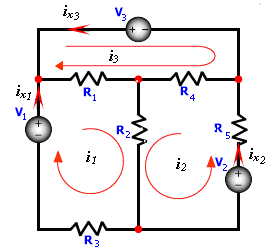 ix3
V3
- +
i3
ix1
R1
R4
V1
+
-
R2
R5
ix2
i1
i2
V2
+
-
R3